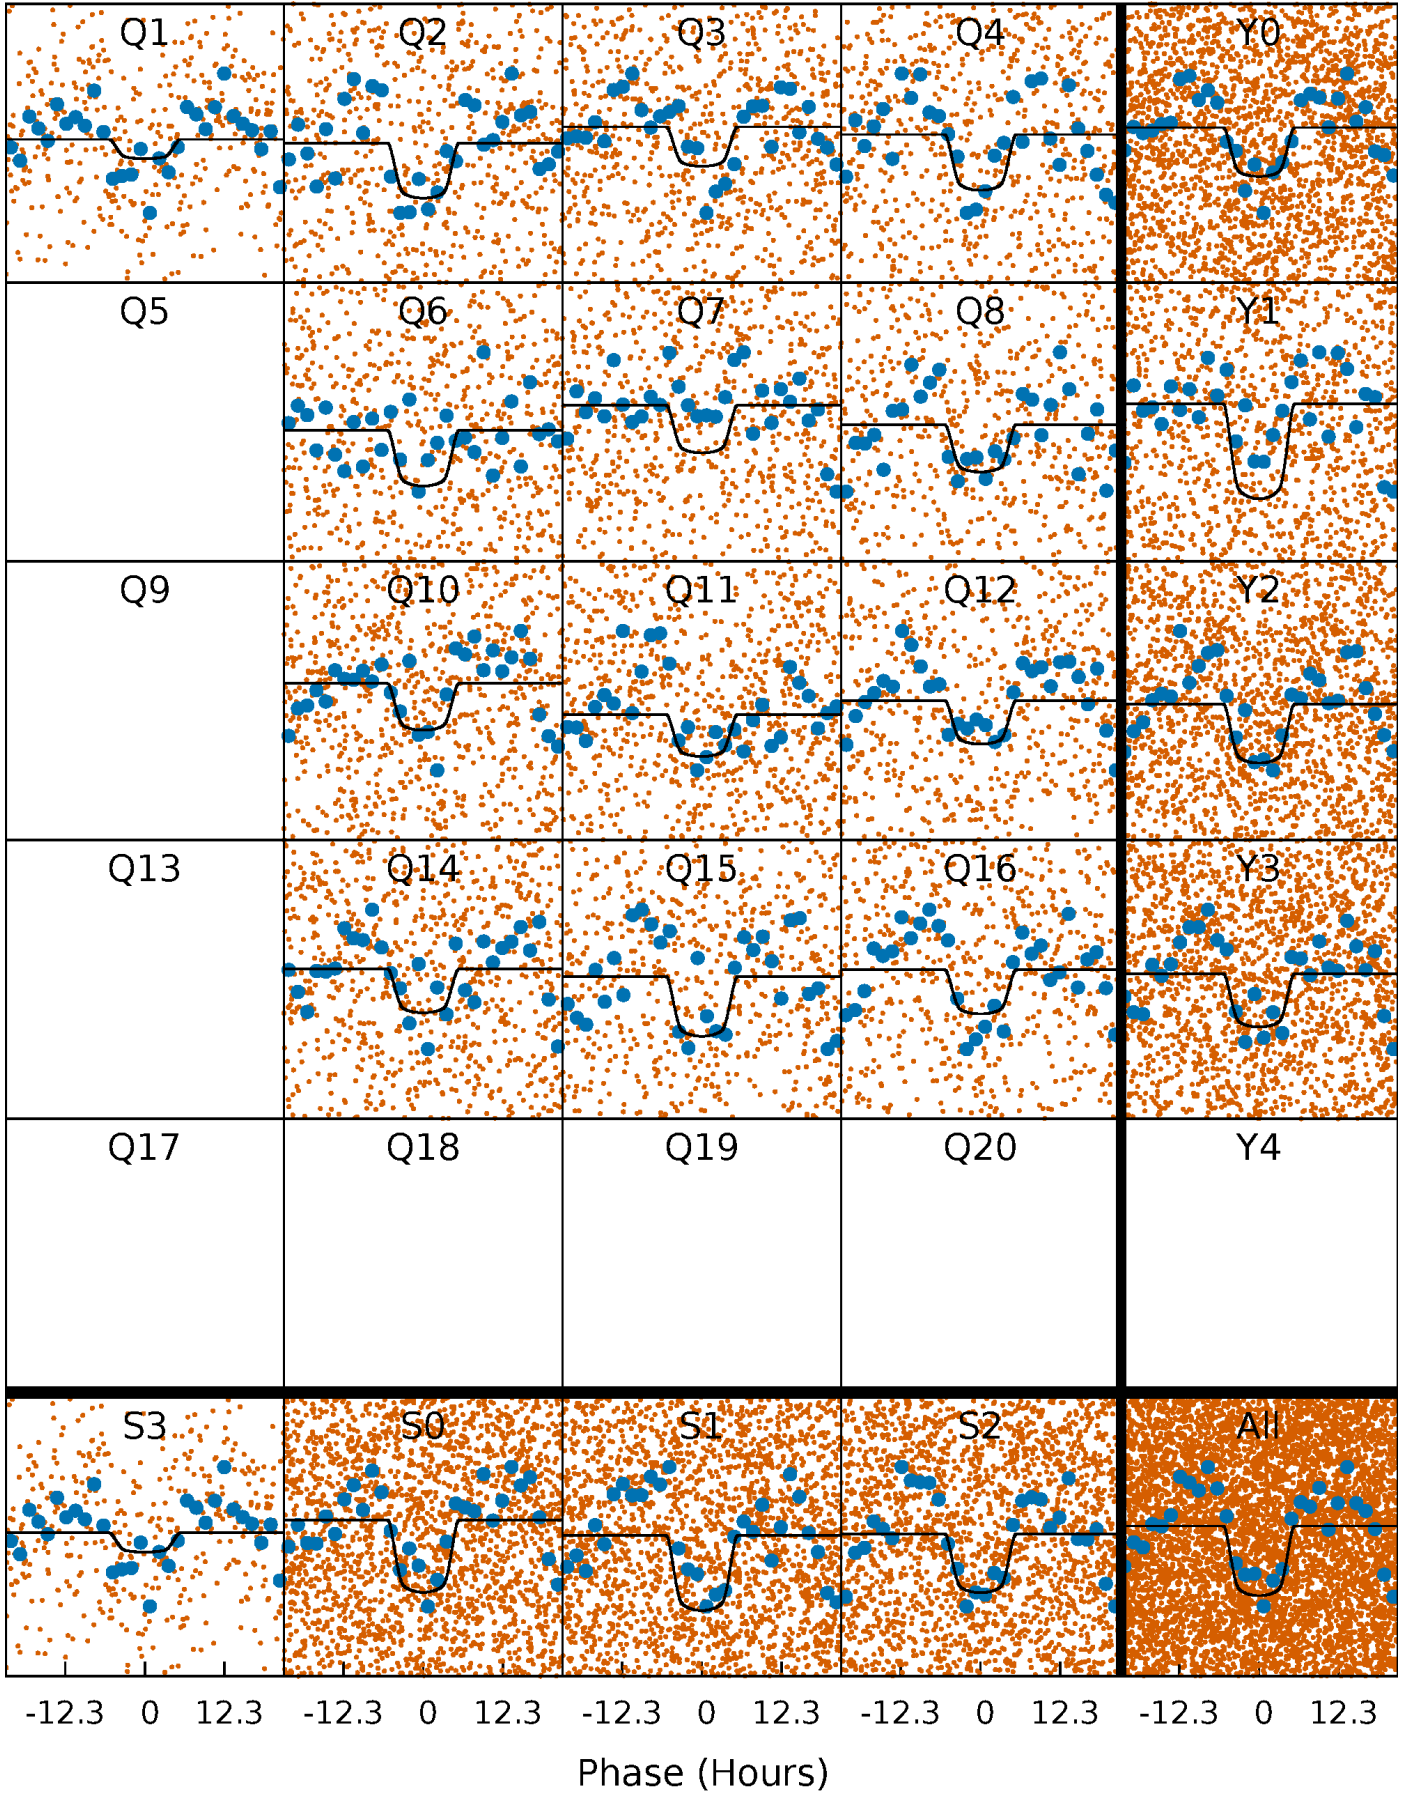 Q1 Q2 Q3 Q4 Y0
Q5 Q6 Q7 Q8 Y1
Q9 Q10 Q11 Q12 Y2
Q13 Q14 Q15 Q16 Y3
Q17 Q18 Q19 Q20 Y4
S3 S0 S1 S2 All
-12.3 0 12.3 -12.3 0 12.3 -12.3 0 12.3 -12.3 0 12.3 -12.3 0 12.3
Phase (Hours)